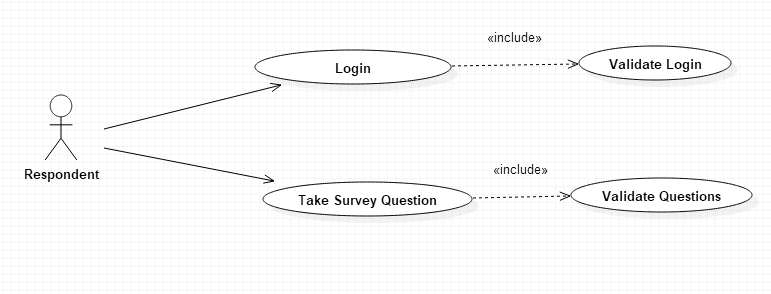 «include»
Login
Validate Login
Respondent
«include»
Take Survey Question
Validate Questions